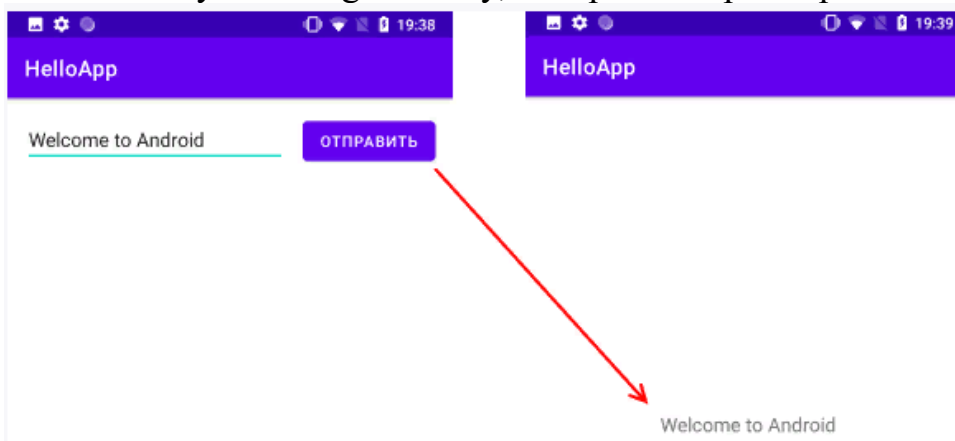 19:38
HelloApp
Welcome to Android
ОТПРАВИТЬ
19:39
HelloApp
Welcome to Android